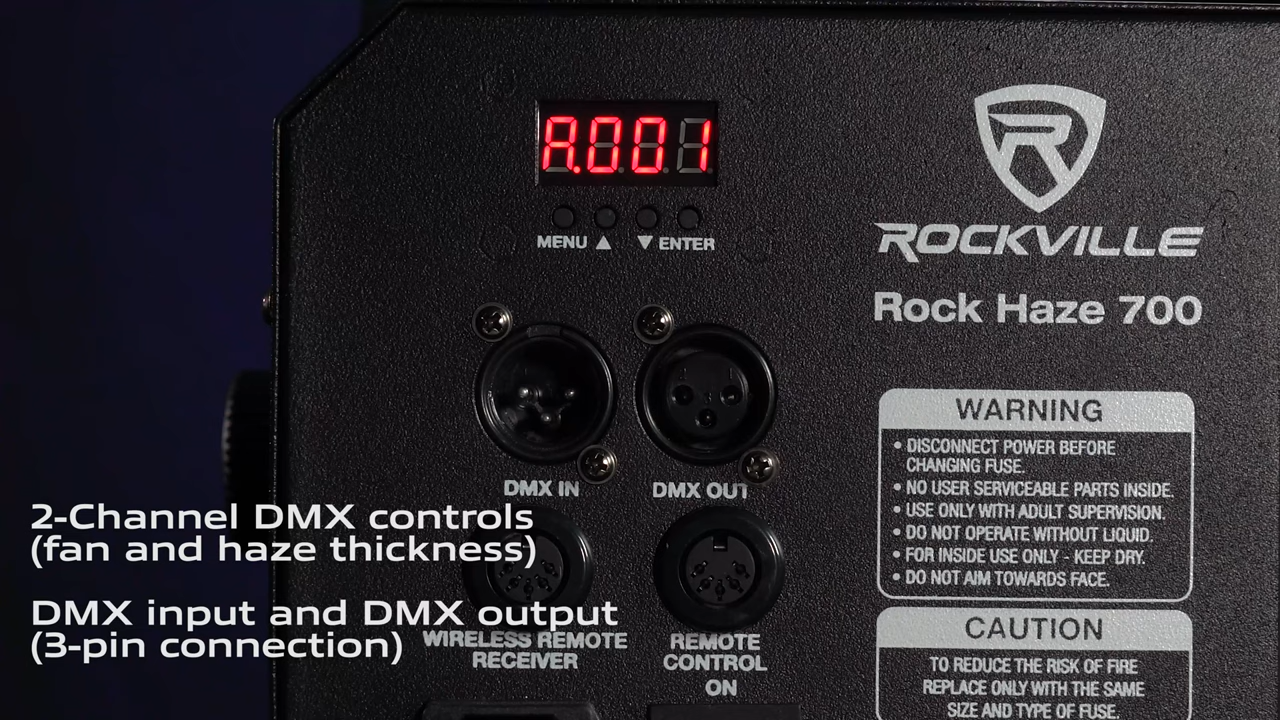 A.001
MENU ▲ ▼ ENTER
R
ROCKVILLE
Rock Haze 700
DMX IN
DMX OUT
WIRELESS REMOTE
RECEIVER
REMOTE
CONTROL
ON
WARNING
• DISCONNECT POWER BEFORE
CHANGING FUSE.
• NO USER SERVICEABLE PARTS INSIDE.
• USE ONLY WITH ADULT SUPERVISION.
• DO NOT OPERATE WITHOUT LIQUID.
• FOR INSIDE USE ONLY - KEEP DRY.
• DO NOT AIM TOWARDS FACE.
CAUTION
TO REDUCE THE RISK OF FIRE
REPLACE ONLY WITH THE SAME
SIZE AND TYPE OF FUSE.
2-Channel DMX controls
(fan and haze thickness)
DMX input and DMX output
(3-pin connection)